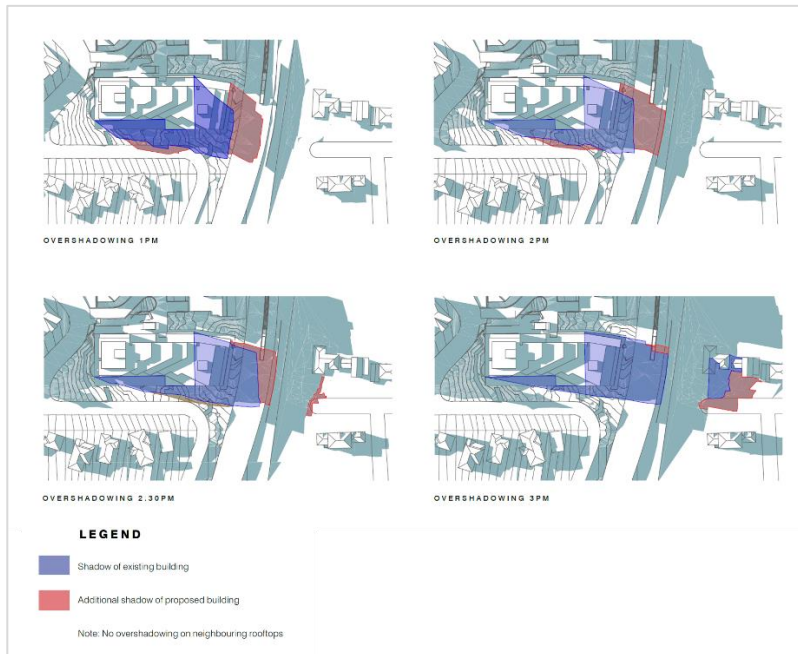 OVERSHADOWING 1PM
OVERSHADOWING 2PM
OVERSHADOWING 2.30PM
OVERSHADOWING 3PM
LEGEND
Shadow of existing building
Additional shadow of proposed building
Note: No overshadowing on neighbouring rooftops